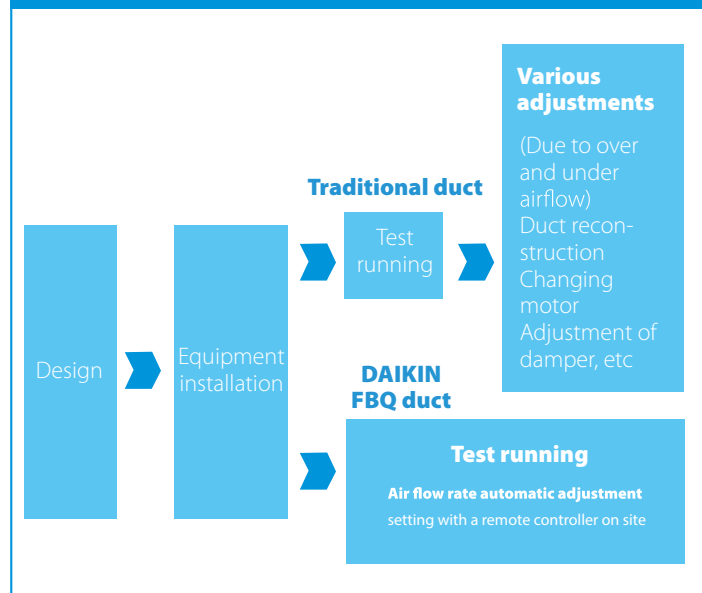 Design
Equipment
installation
Traditional duct
Test
running
Various
adjustments
(Due to over
and under
airflow)
Duct recon-
struction
Changing
motor
Adjustment of
damper, etc
DAIKIN
FBQ duct
Test running
Air flow rate automatic adjustment
setting with a remote controller on site